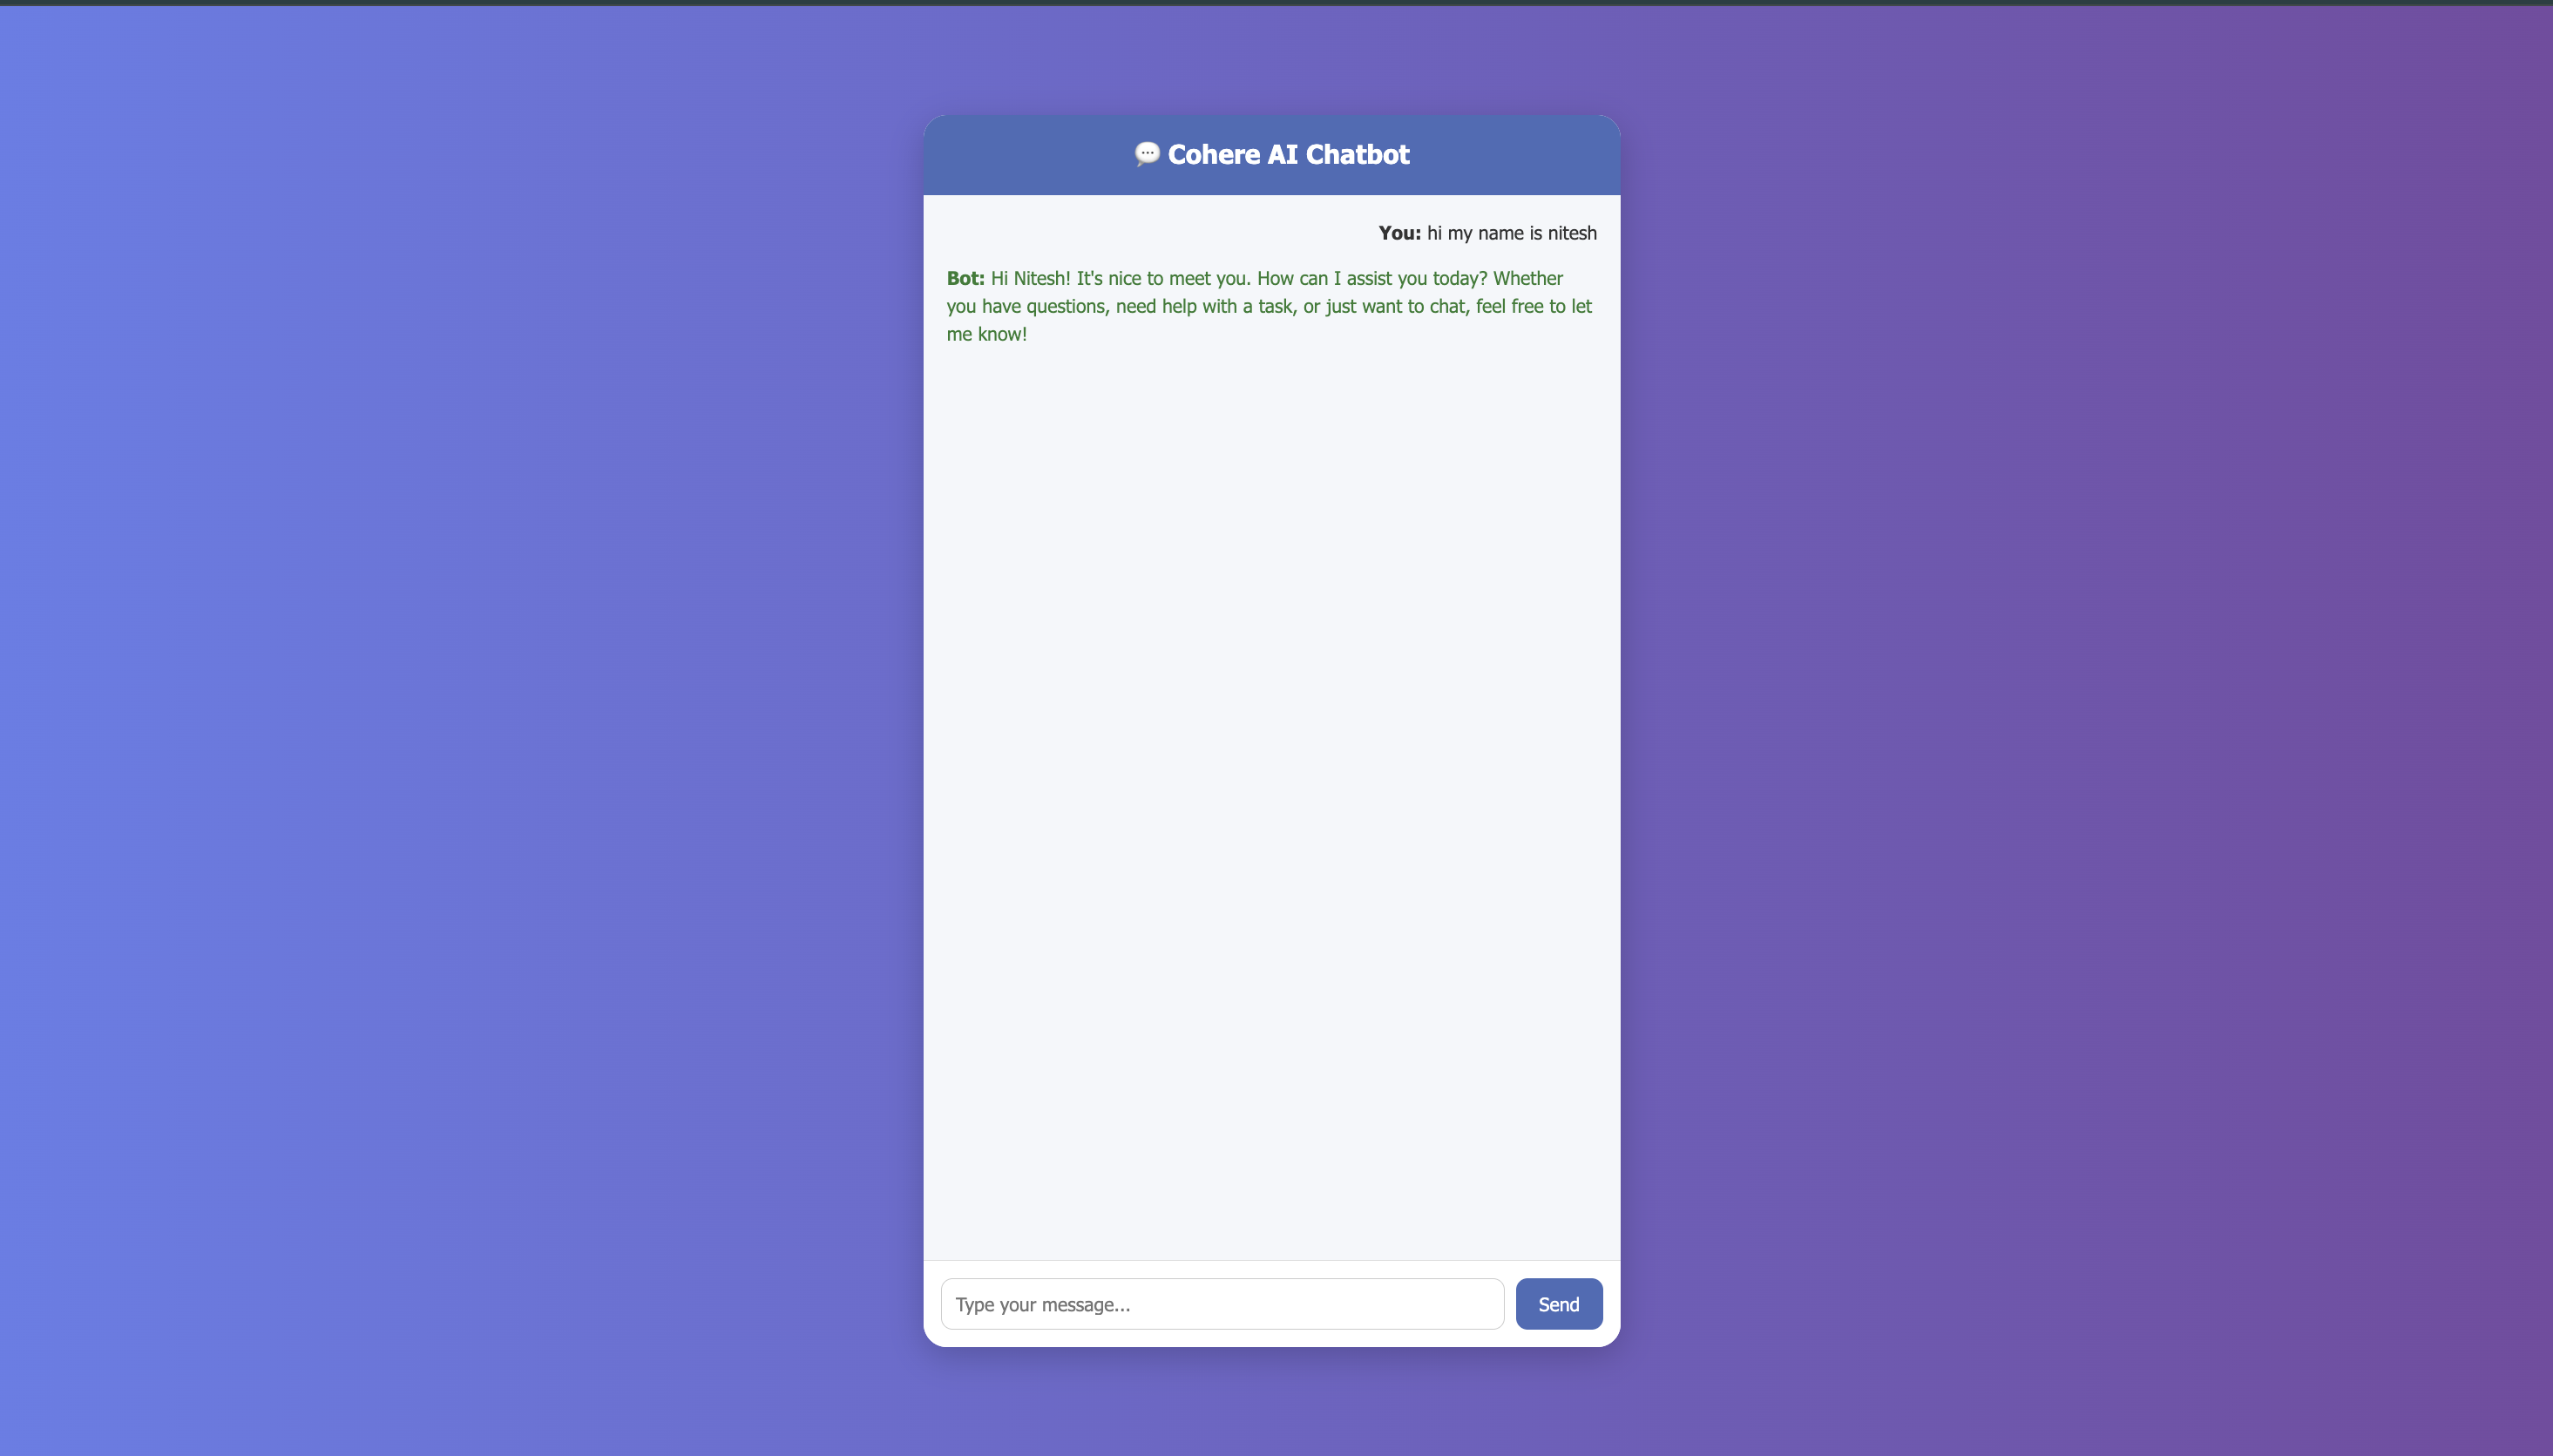 💬 Cohere AI Chatbot
You: hi my name is nitesh
Bot: Hi Nitesh! It's nice to meet you. How can I assist you today? Whether
you have questions, need help with a task, or just want to chat, feel free to let
me know!
Type your message...
Send